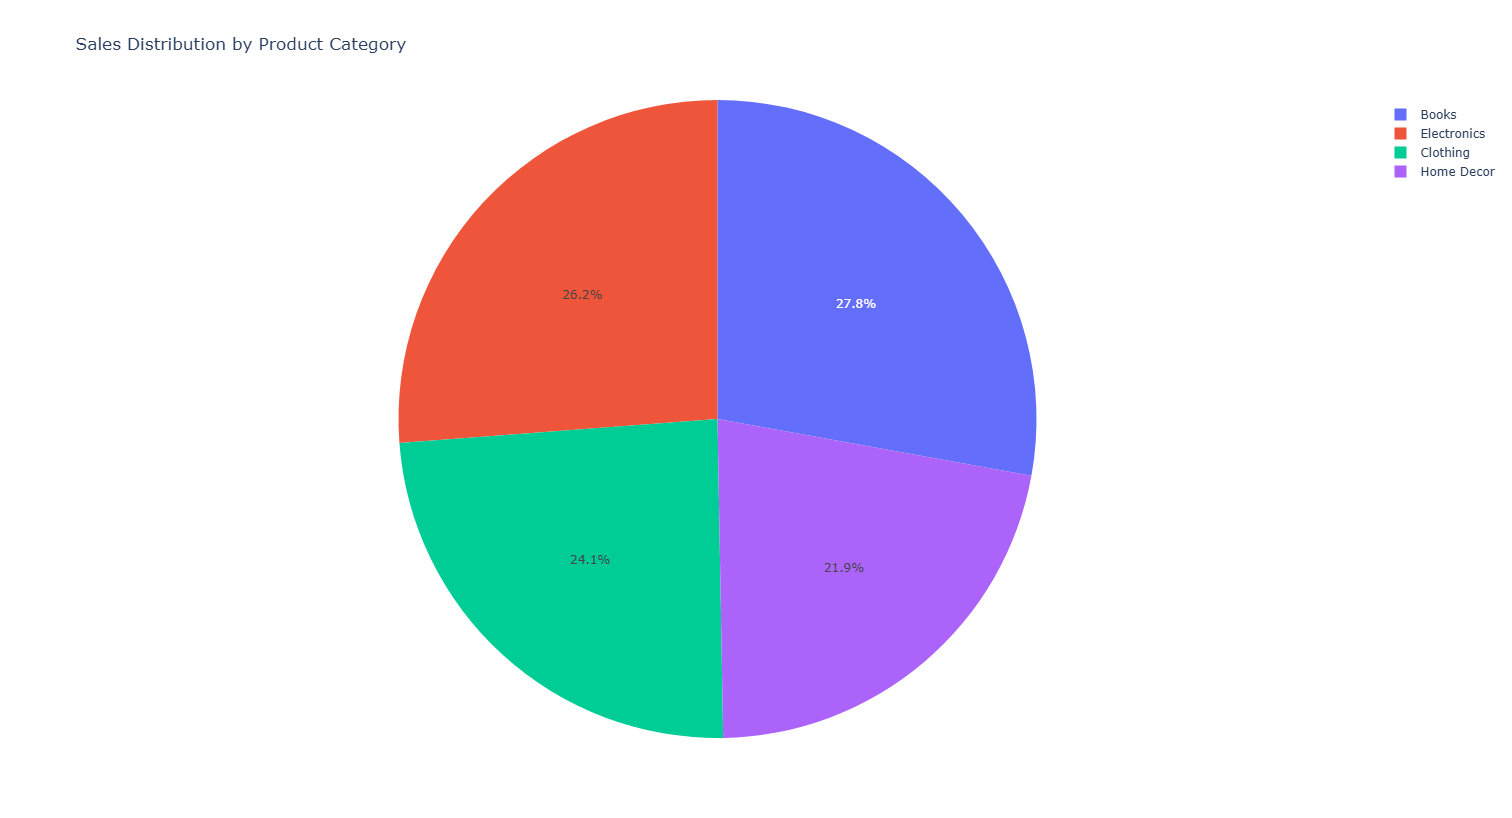 Sales Distribution by Product Category
Books
Electronics
Clothing
Home Decor
26.2%
27.8%
24.1%
21.9%